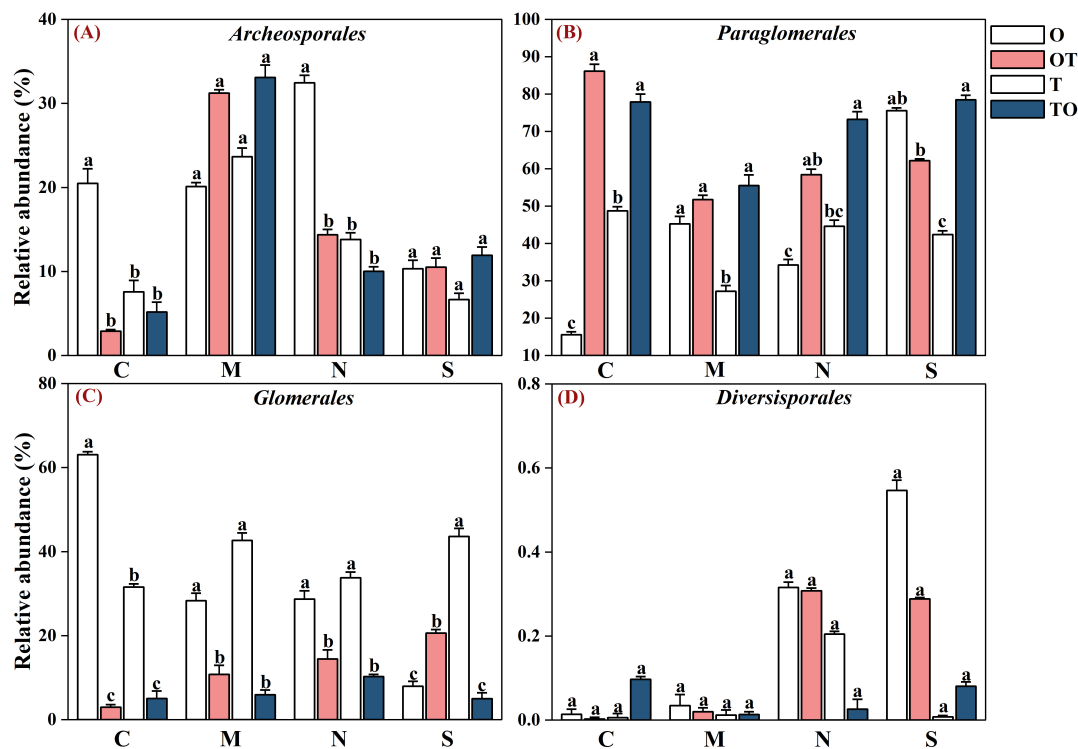 (A) Archeosporales
Relative abundance (%)
40
30
20
10
0
a b b b
a a a a
a b b b
a a a a
C M N S
(B) Paraglomerales
100
90
80
70
60
50
40
30
20
10
c a b a
a a b a
c ab bc a
ab b c a
C M N S
O
OT
T
TO
(C) Glomerales
Relative abundance (%)
80
60
40
20
0
a c b c
a b a b
a b a b
c b a c
C M N S
(D) Diversisporales
0.8
0.6
0.4
0.2
0.0
a a a a
a a a a
a a a a
a a a a
C M N S